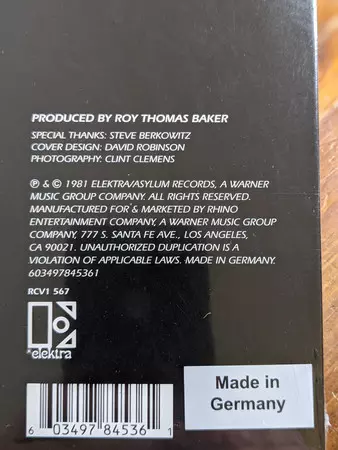 PRODUCED BY ROY THOMAS BAKER
SPECIAL THANKS: STEVE BERKOWITZ
COVER DESIGN: DAVID ROBINSON
PHOTOGRAPHY: CLINT CLEMENS
℗ & © 1981 ELEKTRA/ASYLUM RECORDS, A WARNER
MUSIC GROUP COMPANY. ALL RIGHTS RESERVED.
MANUFACTURED FOR & MARKETED BY RHINO
ENTERTAINMENT COMPANY, A WARNER MUSIC GROUP
COMPANY, 777 S. SANTA FE AVE., LOS ANGELES,
CA 90021. UNAUTHORIZED DUPLICATION IS A
VIOLATION OF APPLICABLE LAWS. MADE IN GERMANY.
603497845361
RCV1 567
elektra
Made in
Germany
6 03497 84536 1